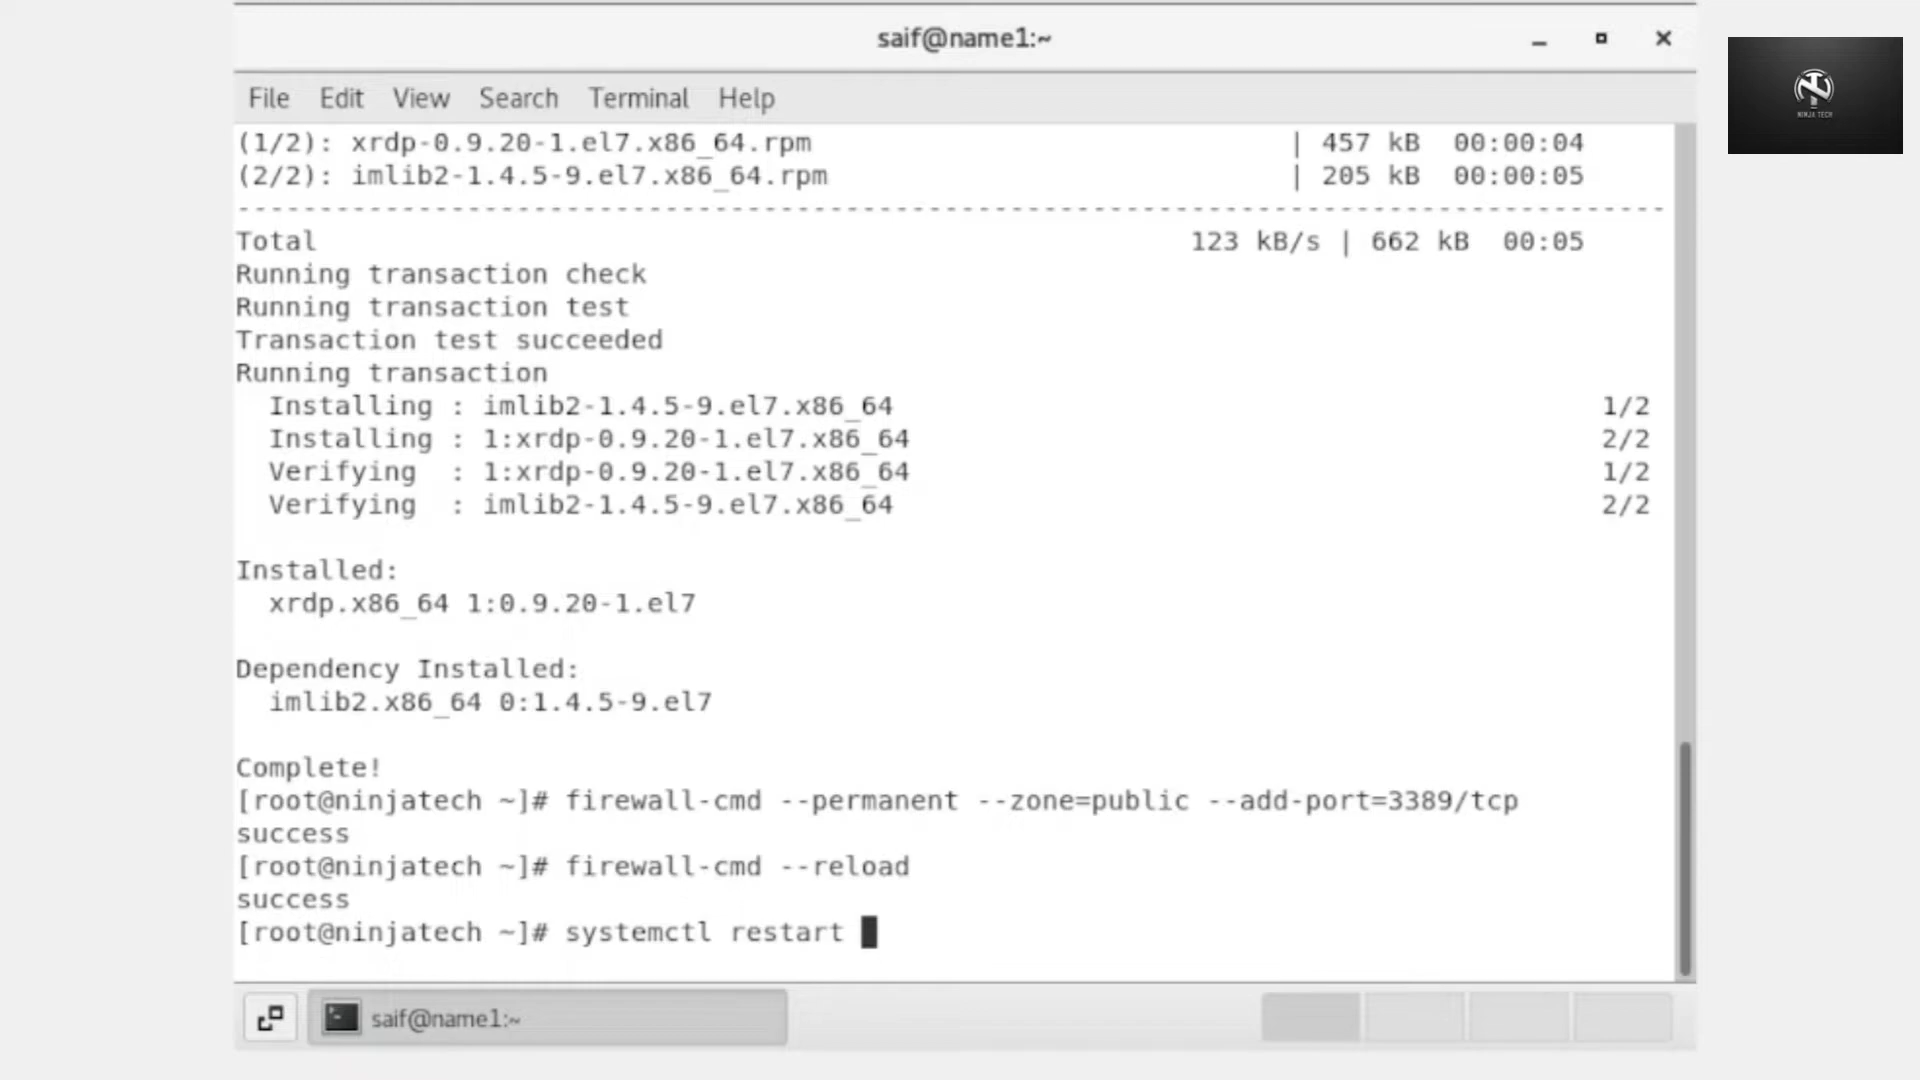 saif@name1:~
File Edit View Search Terminal Help
NINJA TECH
(1/2): xrdp-0.9.20-1.el7.x86_64.rpm | 457 kB 00:00:04
(2/2): imlib2-1.4.5-9.el7.x86_64.rpm | 205 kB 00:00:05
--------------------------------------------------------------------------------
Total 123 kB/s | 662 kB 00:05
Running transaction check
Running transaction test
Transaction test succeeded
Running transaction
Installing : imlib2-1.4.5-9.el7.x86_64 1/2
Installing : 1:xrdp-0.9.20-1.el7.x86_64 2/2
Verifying : 1:xrdp-0.9.20-1.el7.x86_64 1/2
Verifying : imlib2-1.4.5-9.el7.x86_64 2/2
Installed:
xrdp.x86_64 1:0.9.20-1.el7
Dependency Installed:
imlib2.x86_64 0:1.4.5-9.el7
Complete!
[root@ninjatech ~]# firewall-cmd --permanent --zone=public --add-port=3389/tcp
success
[root@ninjatech ~]# firewall-cmd --reload
success
[root@ninjatech ~]# systemctl restart
saif@name1:~